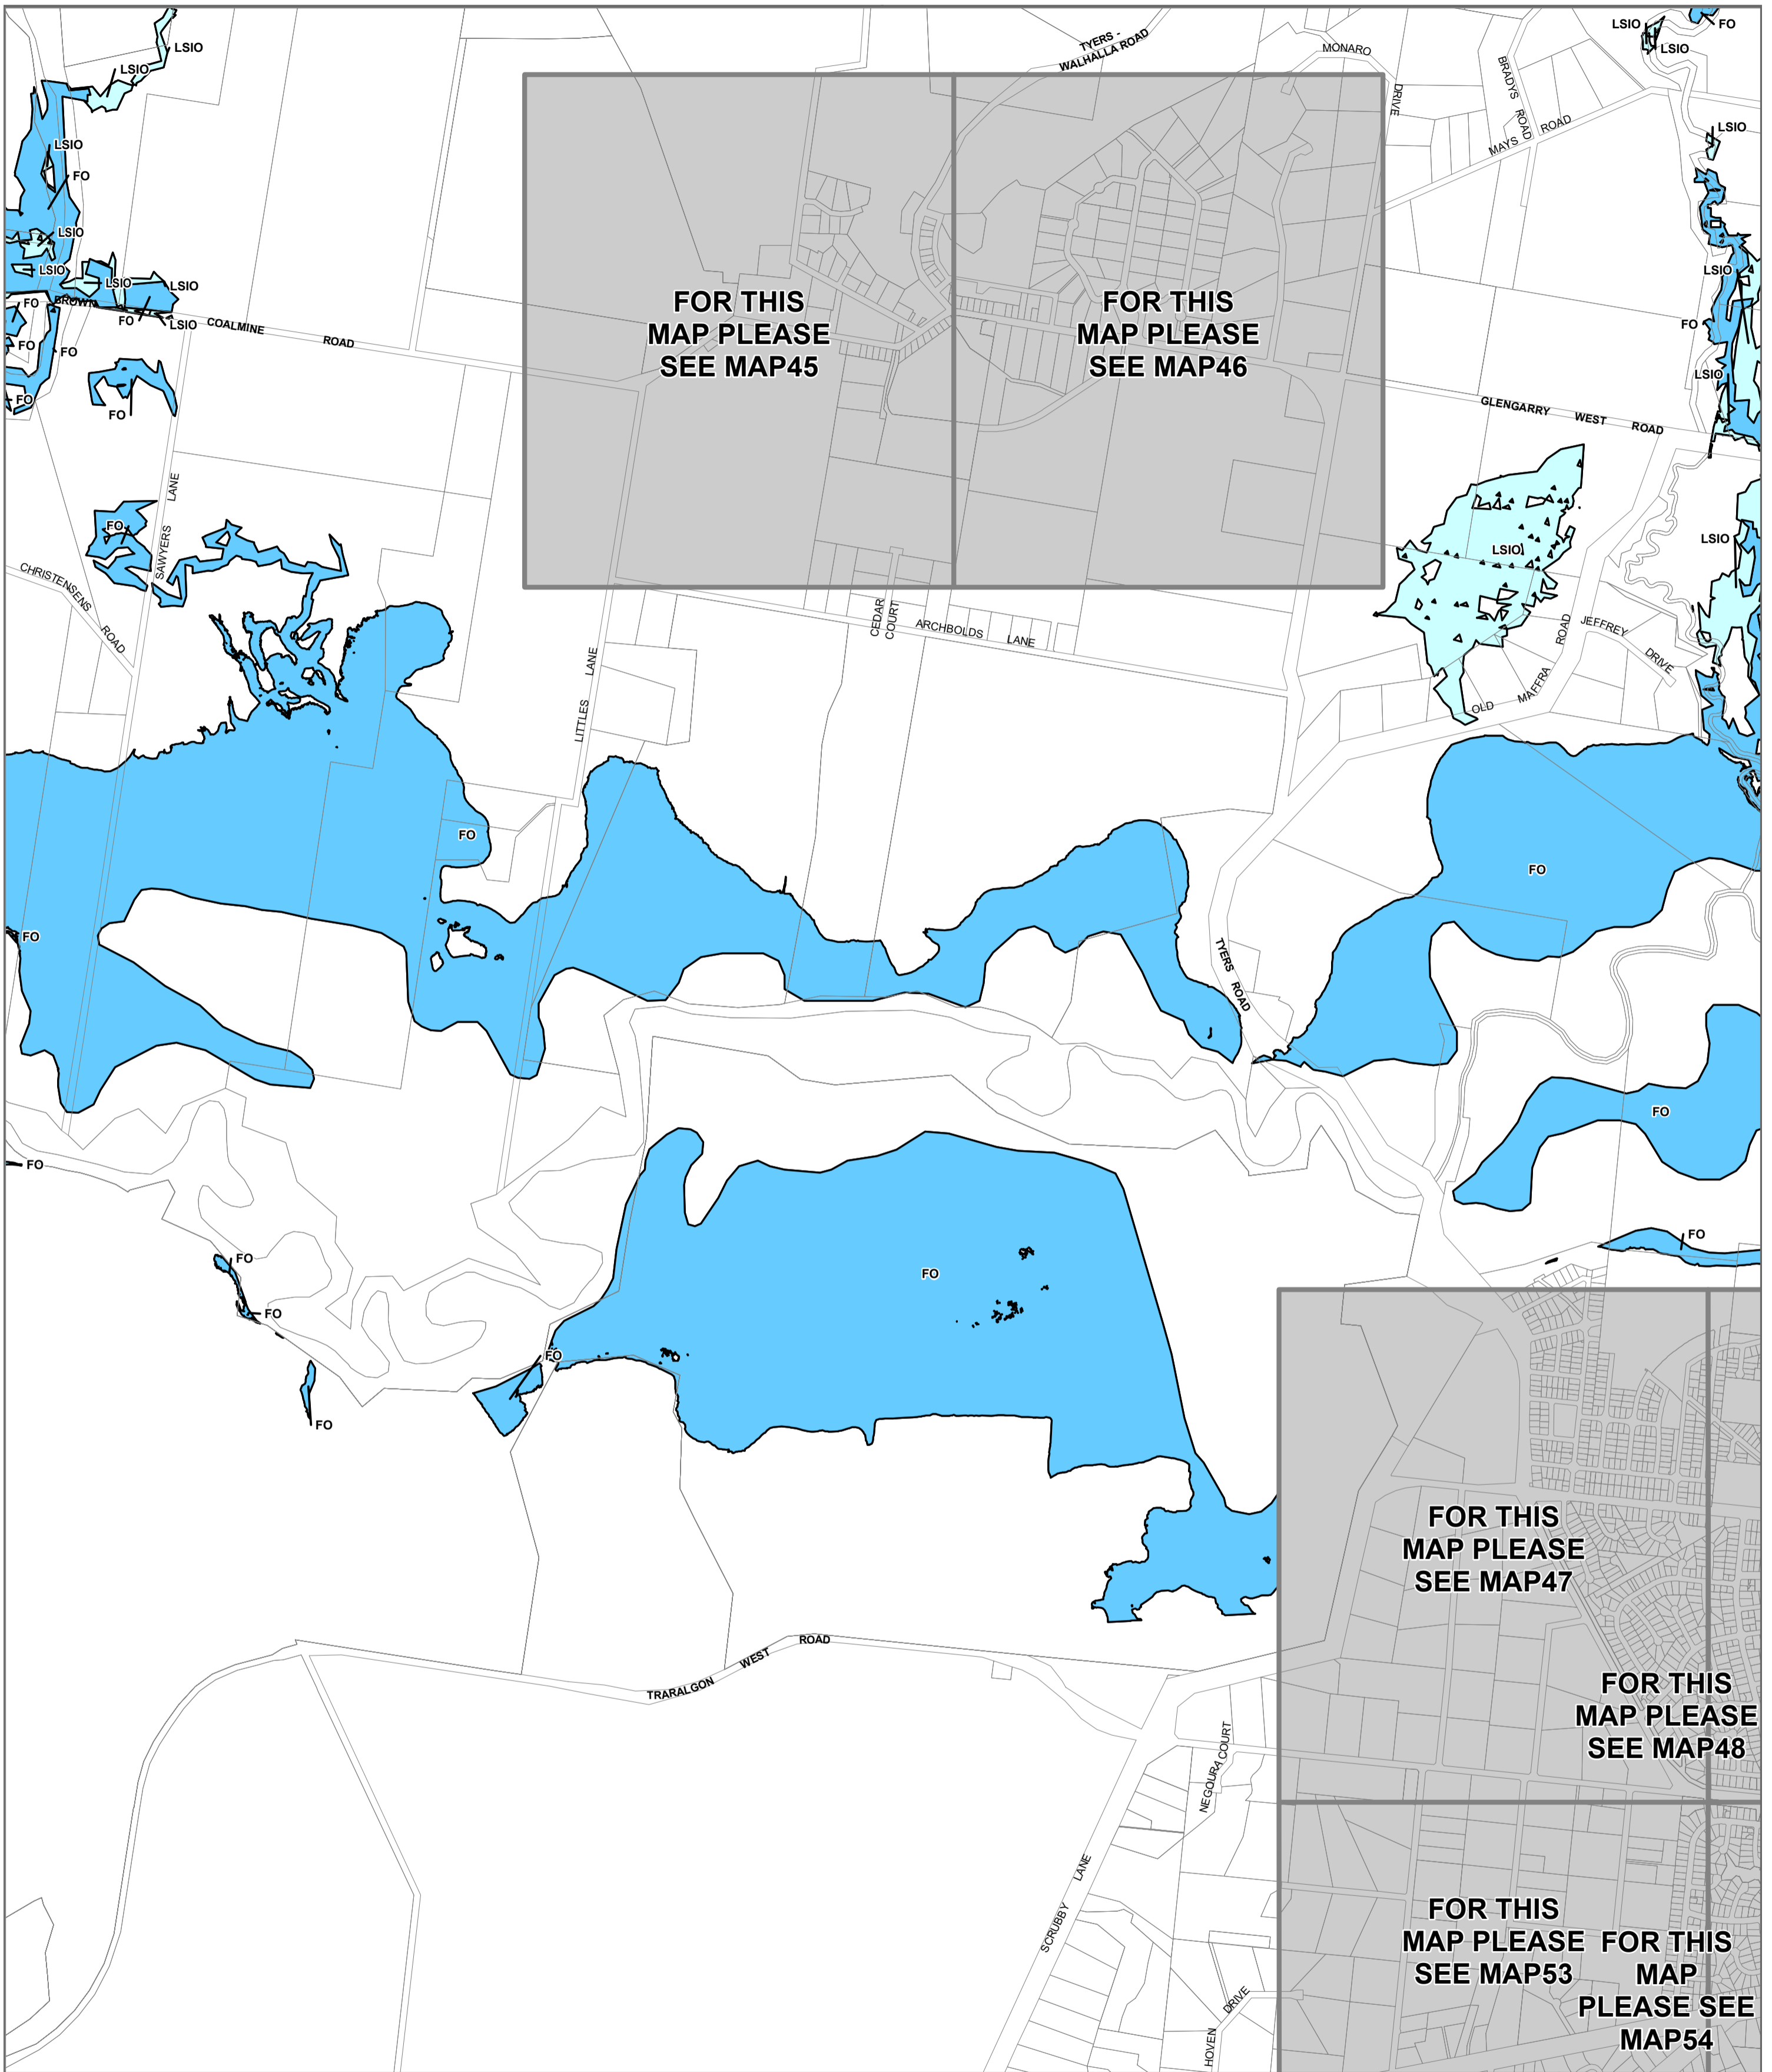 LSIO
FO
TYERS -
WALHALLA ROAD
MONARO
DRIVE
BRADYS ROAD
MAYS ROAD
LSIO
LSIO
FO
LSIO
LSIO
LSIO
FO
LSIO
LSIO
LSIO
LSIO
FO
BROWN
FO
LSIO
COALMINE ROAD
FO
FO
FO
FO
FOR THIS
MAP PLEASE
SEE MAP45
FOR THIS
MAP PLEASE
SEE MAP46
LSIO
FO
LSIO
GLENGARRY WEST ROAD
SAWYERS LANE
FO
CHRISTENSENS ROAD
LSIO
LSIO
CEDAR
COURT
ARCHBOLDS LANE
JEFFREY DRIVE
OLD MAFFRA ROAD
LITTLES LANE
FO
FO
FO
TYERS ROAD
FO
FO
FO
FO
FO
FO
FO
FO
FOR THIS
MAP PLEASE
SEE MAP47
TRARALGON WEST ROAD
FOR THIS
MAP PLEASE
SEE MAP48
NEGOURA COURT
SCRUBBY LANE
FOR THIS
MAP PLEASE
SEE MAP53
FOR THIS
MAP
PLEASE SEE
MAP54
HOVEN DRIVE